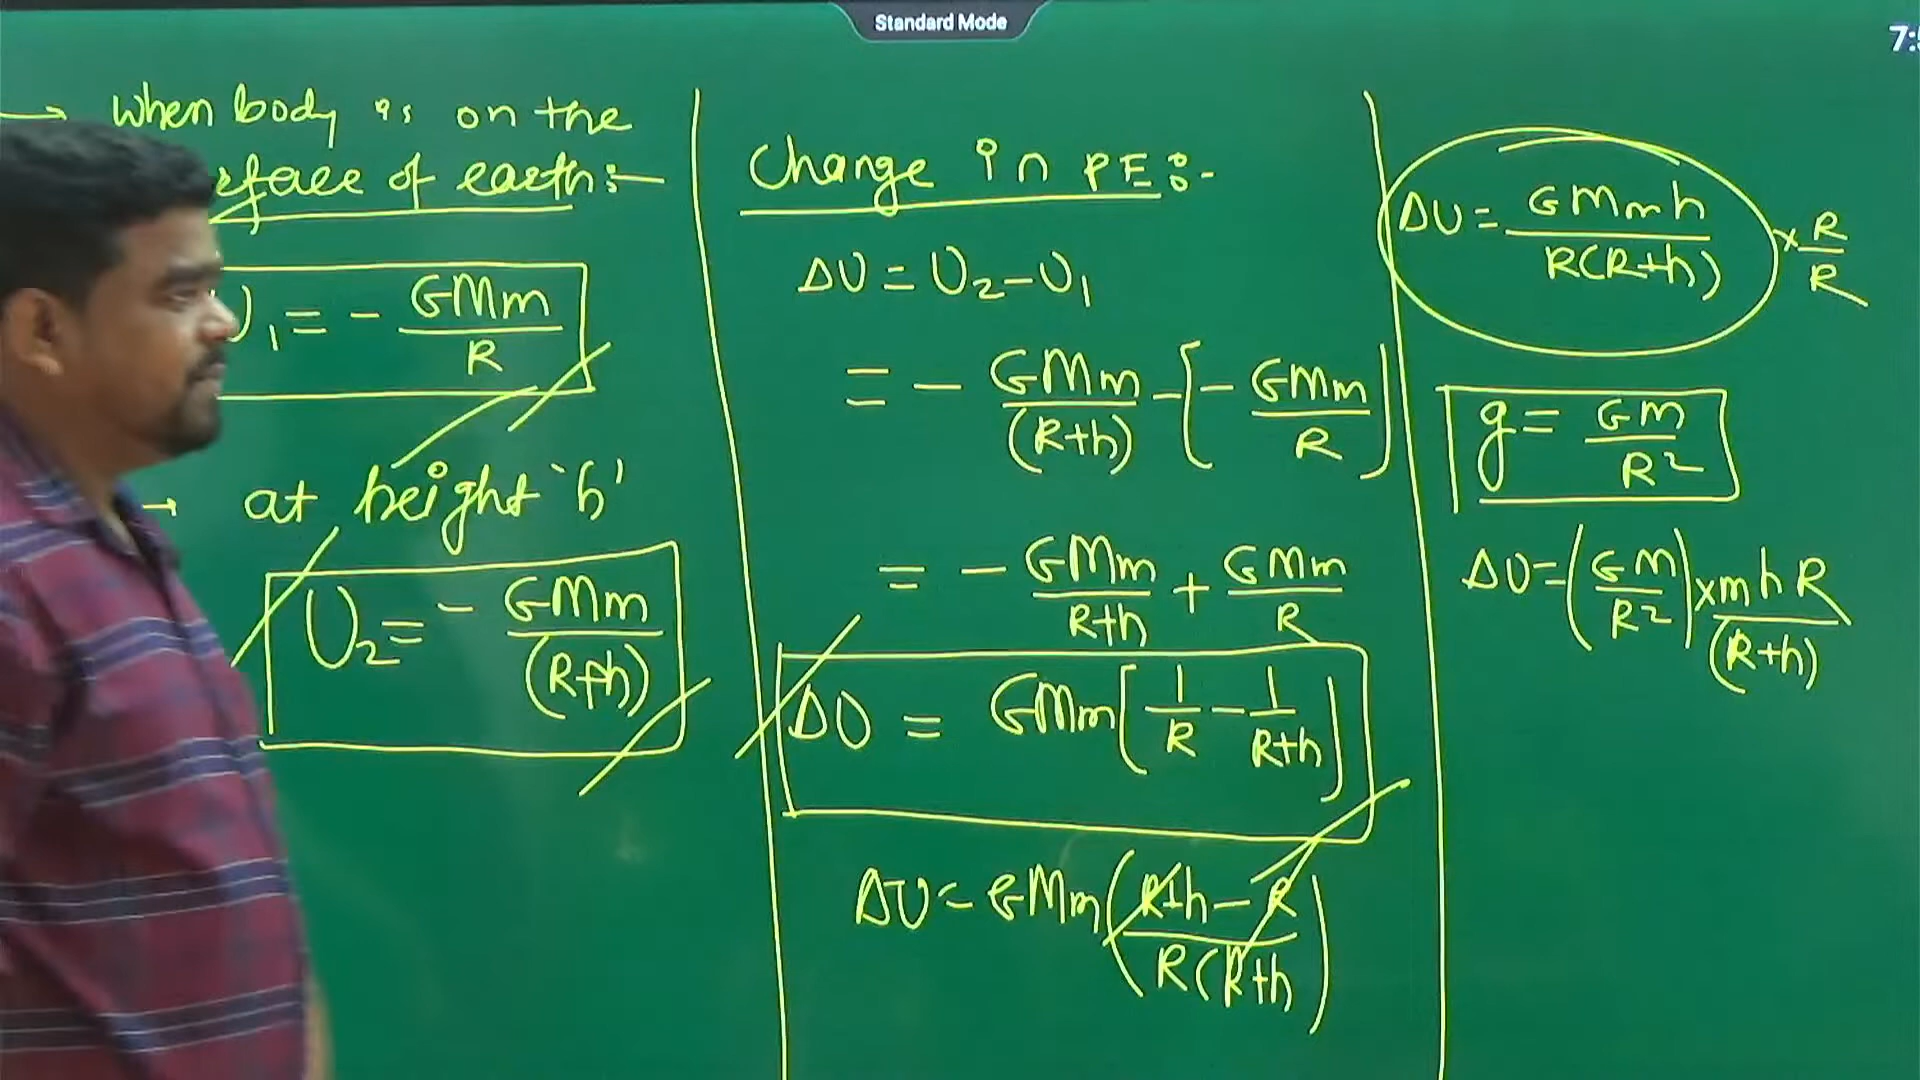 Standard Mode
7:
→ When body is on the
rface of earth:-
U₁ = - GMm/R
→ at height 'h'
U₂ = - GMm/(R+h)
Change in PE:-
ΔU = U₂-U₁
= - GMm/(R+h) - [- GMm/R]
= - GMm/R+h + GMm/R
ΔU = GMm[1/R - 1/R+h]
ΔU = GMm(R+h-R/R(R+h))
ΔU = GMmh/R(R+h) × R/R
g = GM/R²
ΔU = (GM/R²) × mhR/(R+h)